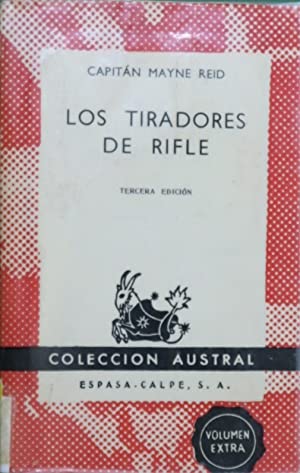 CAPITÁN MAYNE REID
LOS TIRADORES
DE RIFLE
TERCERA EDICIÓN
COLECCION AUSTRAL
ESPASA-CALPE, S. A.
VOLUMEN
EXTRA